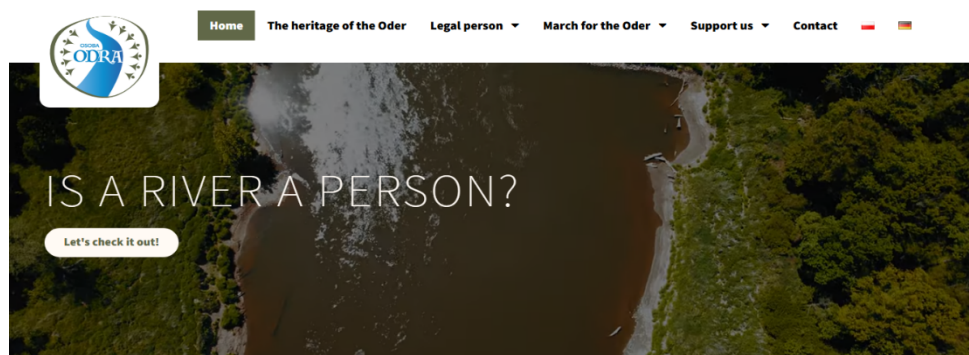 OSOBA
ODRA
Home The heritage of the Oder Legal person March for the Oder Support us Contact
IS A RIVER A PERSON?
Let's check it out!